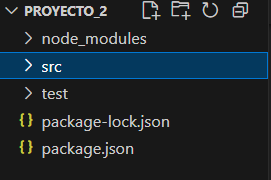 PROYECTO_2
node_modules
src
test
{} package-lock.json
{} package.json